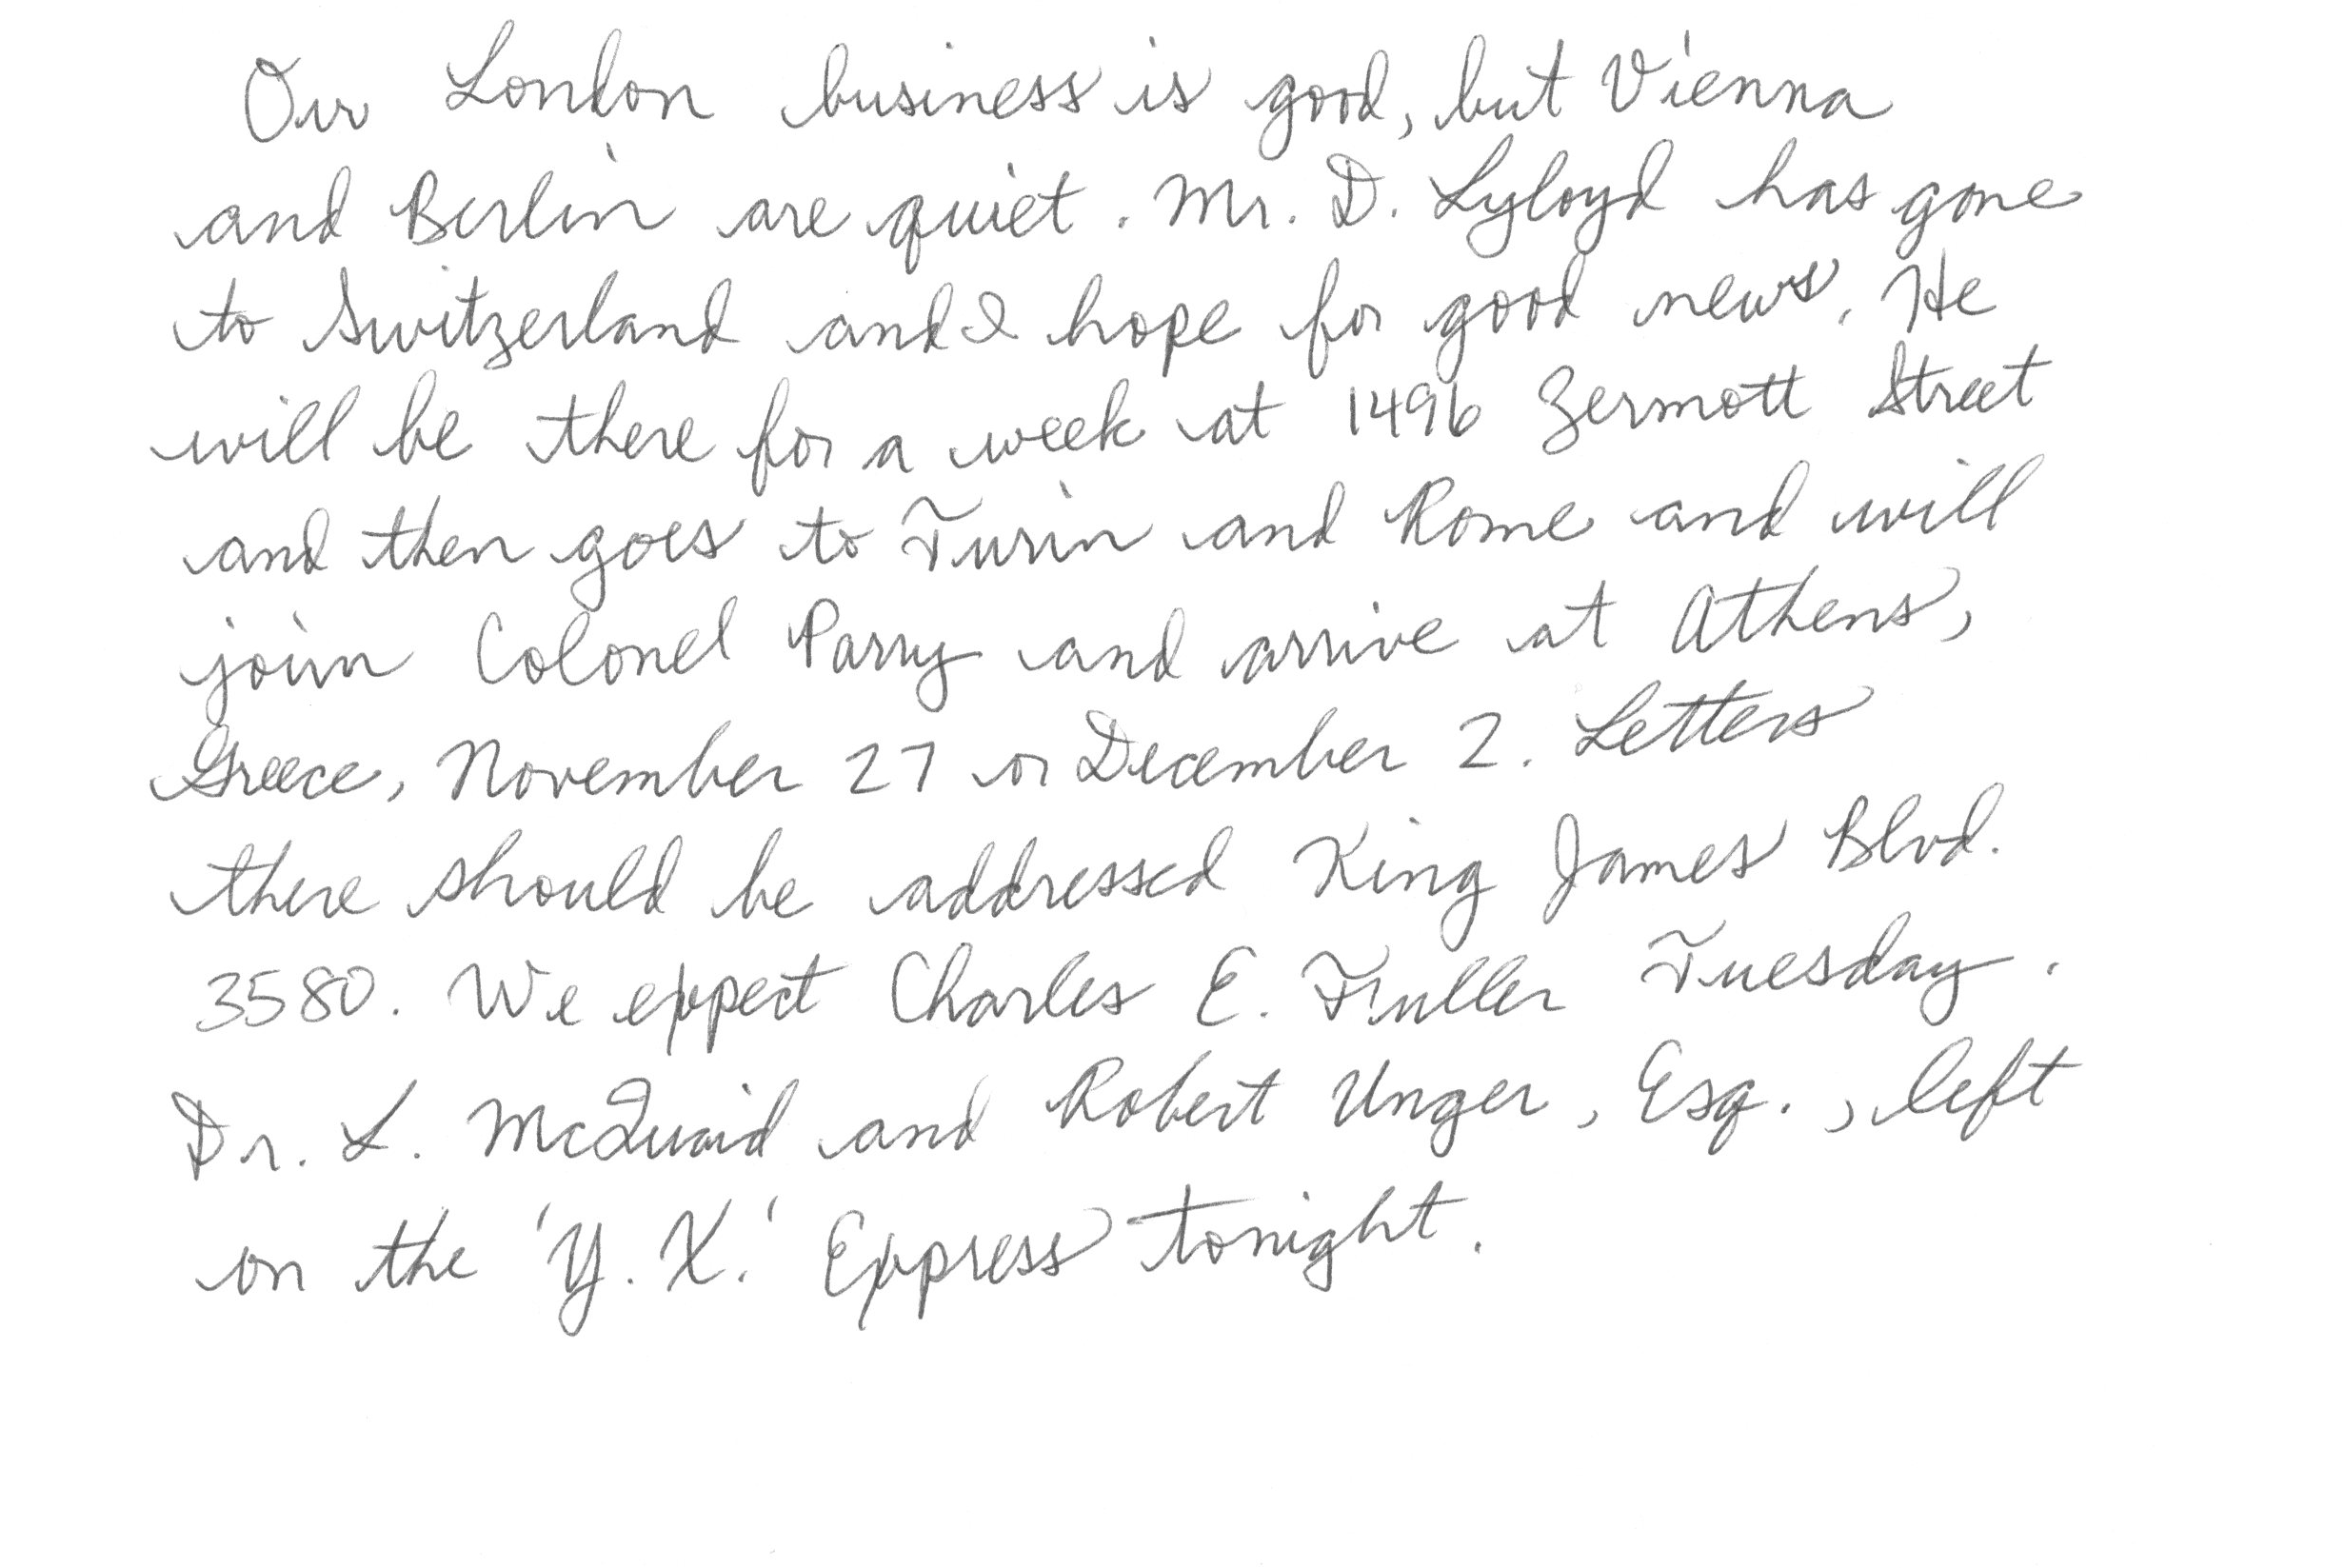 Our London business is good, but Vienna
and Berlin are quiet. Mr. D. Lyloyd has gone
to Switzerland and I hope for good news. He
will be there for a week at 1496 Zermott Street
and then goes to Turin and Rome and will
join Colonel Parry and arrive at Athens,
Greece, November 27 or December 2. Letters
there should be addressed King James Blvd.
3580. We expect Charles E. Fuller Tuesday.
Dr. L. McQuaid and Robert Unger, Esq., left
on the 'Y. X.' Express tonight.